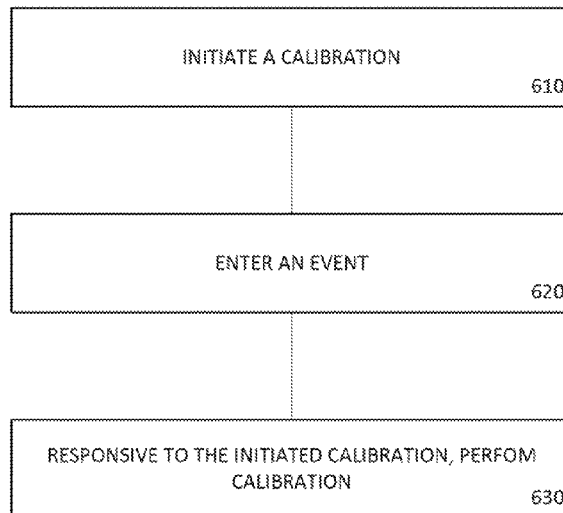 INITIATE A CALIBRATION
610
ENTER AN EVENT
620
RESPONSIVE TO THE INITIATED CALIBRATION, PERFOM
CALIBRATION
630